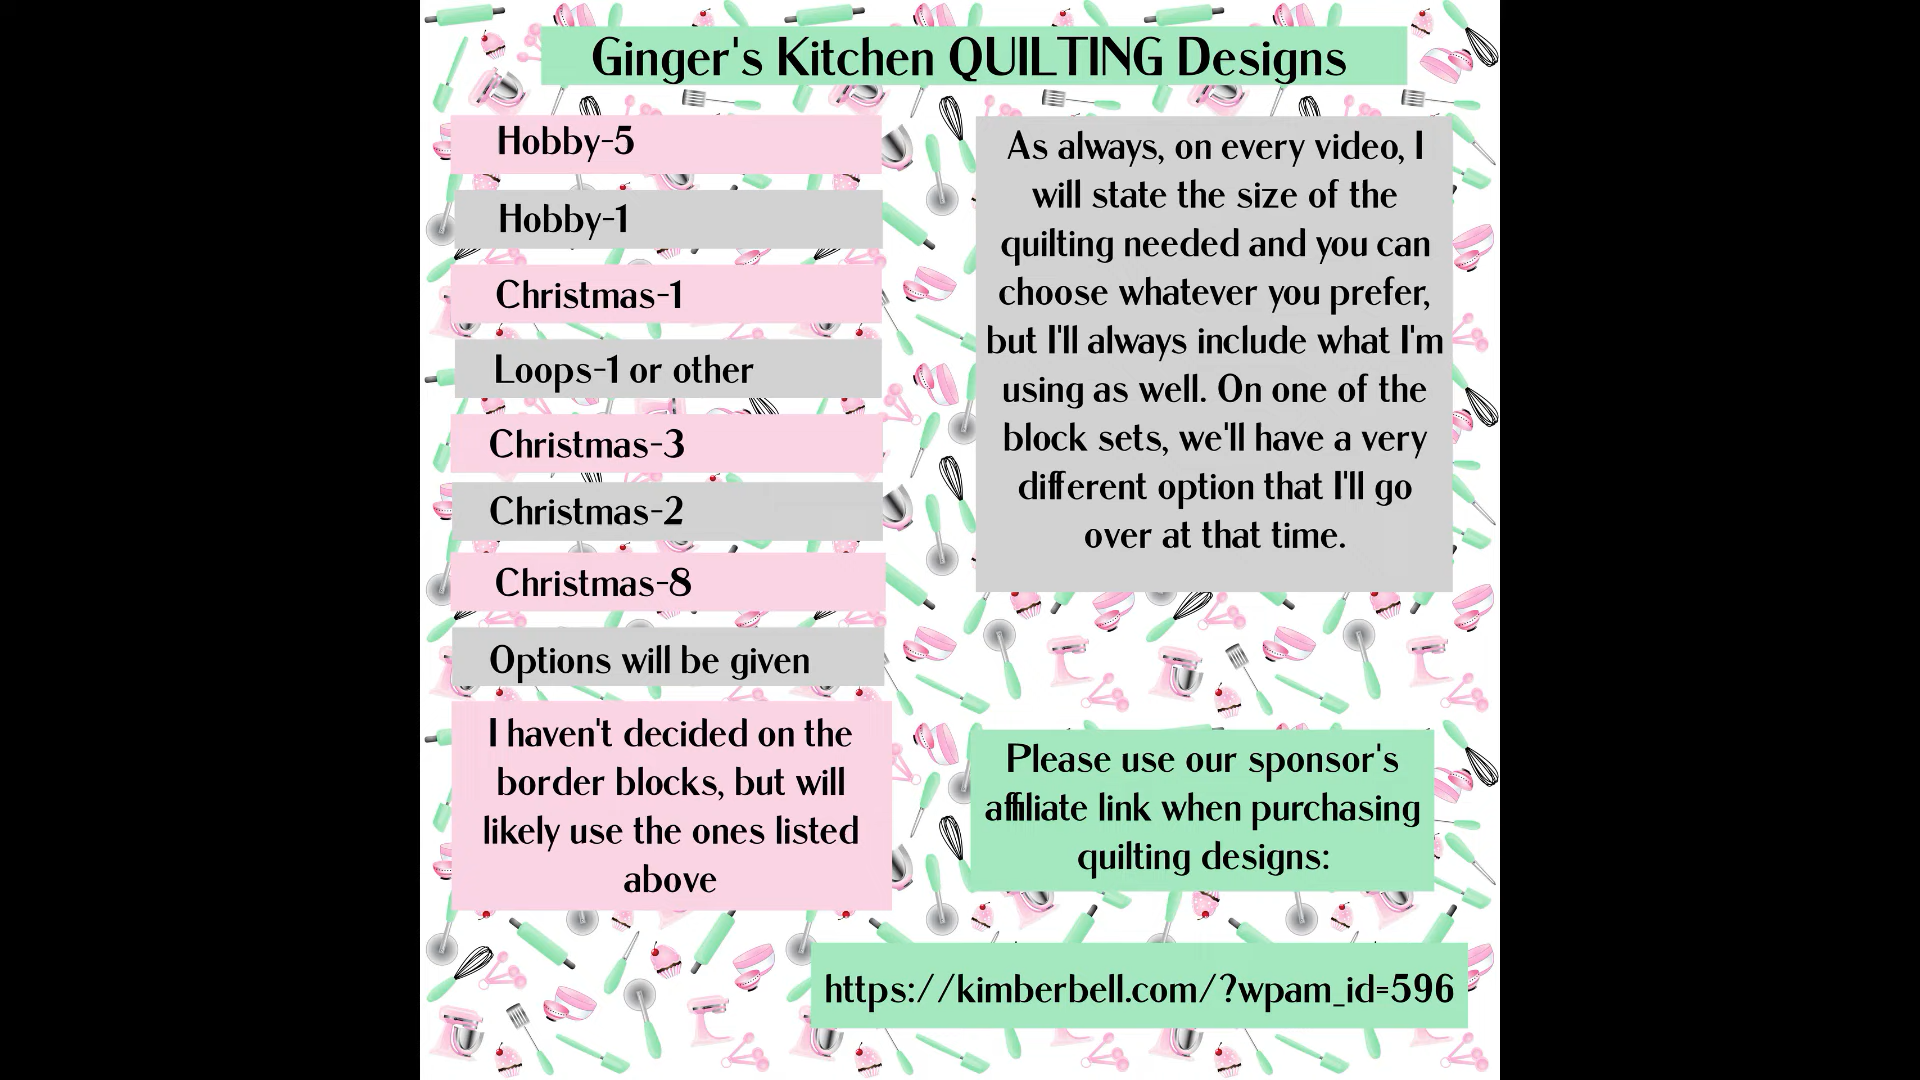 Ginger's Kitchen QUILTING Designs
Hobby-5
Hobby-1
Christmas-1
Loops-1 or other
Christmas-3
Christmas-2
Christmas-8
Options will be given
I haven't decided on the
border blocks, but will
likely use the ones listed
above
As always, on every video, I
will state the size of the
quilting needed and you can
choose whatever you prefer,
but I'll always include what I'm
using as well. On one of the
block sets, we'll have a very
different option that I'll go
over at that time.
Please use our sponsor's
affiliate link when purchasing
quilting designs:
https://kimberbell.com/?wpam_id=596